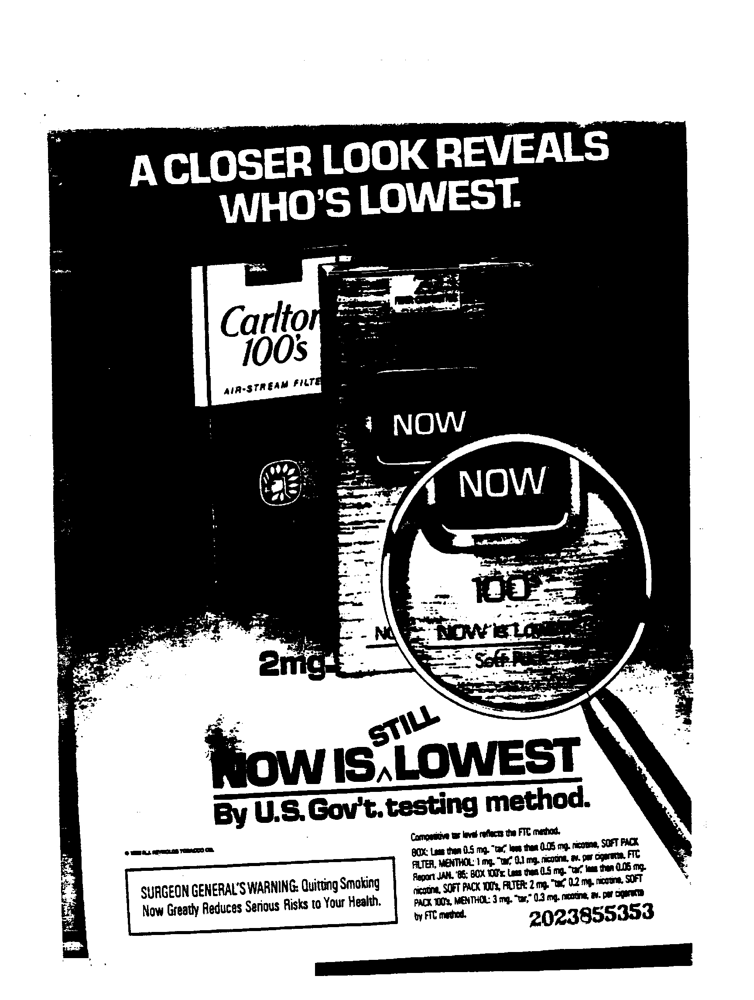 A CLOSER LOOK REVEALS
WHO'S LOWEST.
Carlton
100's
AIR-STREAM FILTE
NOW
NOW
100's
NOW is Lo
Soft Pa
2mg.
STILL
NOW IS^LOWEST
By U.S. Gov't. testing method.
Competitive tar level reflects the FTC method.
BOX: Less than 0.5 mg. "tar," less than 0.05 mg. nicotine, SOFT PACK
FILTER, MENTHOL: 1 mg. "tar," 0.1 mg. nicotine, av. per cigarette, FTC
Report JAN. '85; BOX 100's: Less than 0.5 mg. "tar," less than 0.05 mg.
nicotine, SOFT PACK 100's, FILTER: 2 mg. "tar," 0.2 mg. nicotine, SOFT
PACK 100's, MENTHOL: 3 mg. "tar," 0.3 mg. nicotine, av. per cigarette
by FTC method.
R.J. REYNOLDS TOBACCO CO.
SURGEON GENERAL'S WARNING: Quitting Smoking
Now Greatly Reduces Serious Risks to Your Health.
2023855353